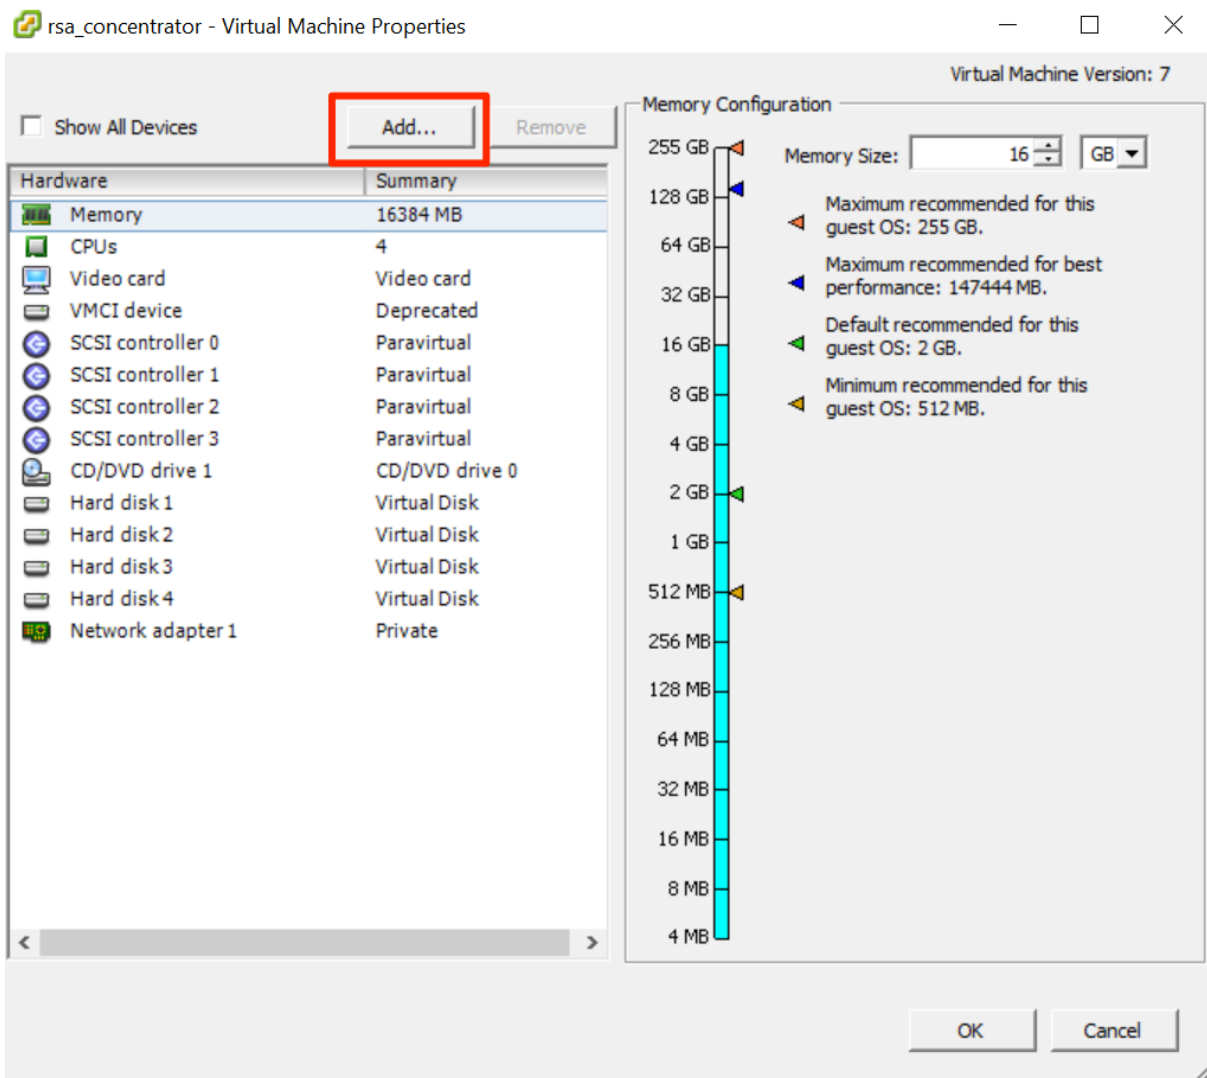 rsa_concentrator - Virtual Machine Properties
Virtual Machine Version: 7
Show All Devices
Add...
Remove
Hardware Summary
Memory 16384 MB
CPUs 4
Video card Video card
VMCI device Deprecated
SCSI controller 0 Paravirtual
SCSI controller 1 Paravirtual
SCSI controller 2 Paravirtual
SCSI controller 3 Paravirtual
CD/DVD drive 1 CD/DVD drive 0
Hard disk 1 Virtual Disk
Hard disk 2 Virtual Disk
Hard disk 3 Virtual Disk
Hard disk 4 Virtual Disk
Network adapter 1 Private
Memory Configuration
255 GB
128 GB
64 GB
32 GB
16 GB
8 GB
4 GB
2 GB
1 GB
512 MB
256 MB
128 MB
64 MB
32 MB
16 MB
8 MB
4 MB
Memory Size: 16 GB
Maximum recommended for this
guest OS: 255 GB.
Maximum recommended for best
performance: 147444 MB.
Default recommended for this
guest OS: 2 GB.
Minimum recommended for this
guest OS: 512 MB.
OK
Cancel